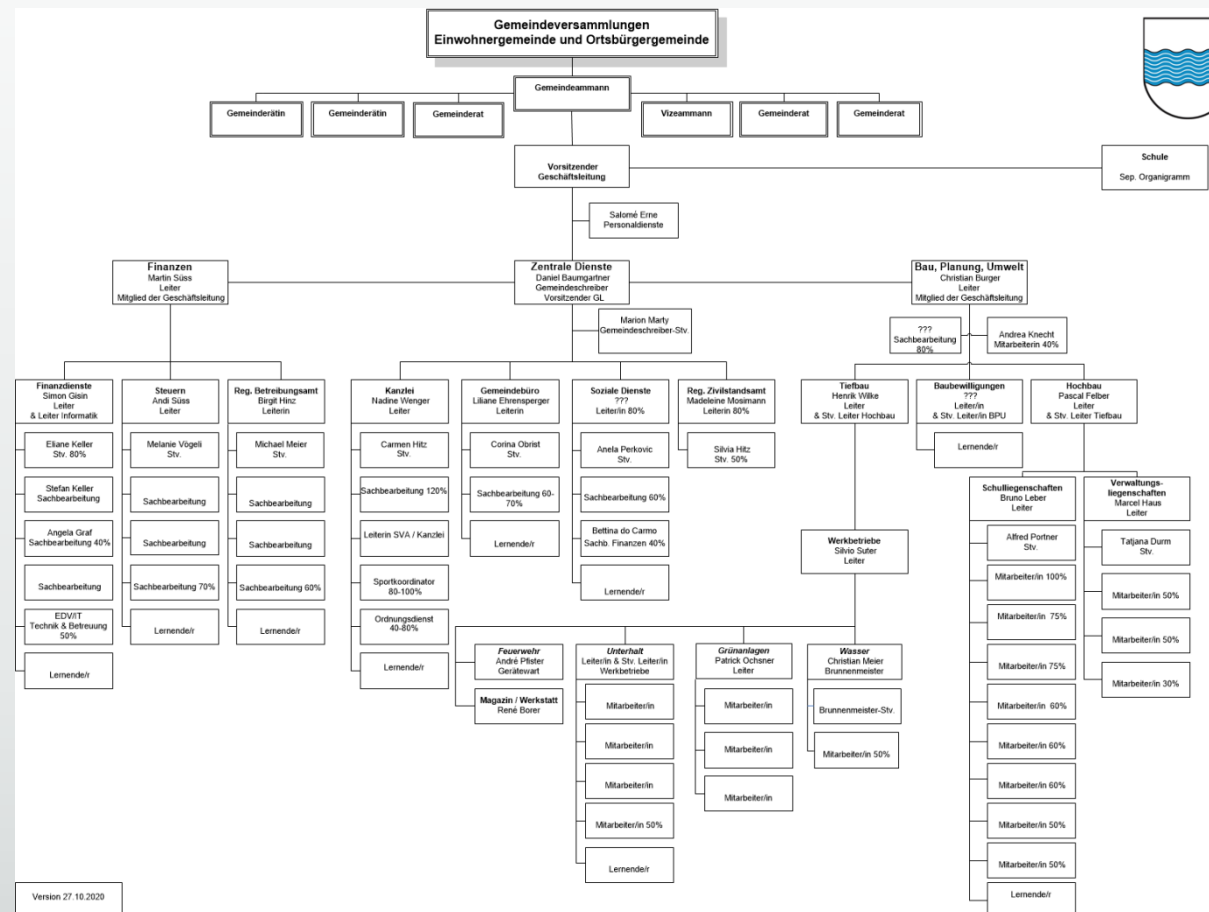 Gemeindeversammlungen
Einwohnergemeinde und Ortsbürgergemeinde
Gemeindeammann
Gemeinderätin
Gemeinderätin
Gemeinderat
Vizeammann
Gemeinderat
Gemeinderat
Vorsitzender
Geschäftsleitung
Schule
Sep. Organigramm
Salomé Erne
Personaldienste
Finanzen
Martin Süss
Leiter
Mitglied der Geschäftsleitung
Zentrale Dienste
Daniel Baumgartner
Gemeindeschreiber
Vorsitzender GL
Bau, Planung, Umwelt
Christian Burger
Leiter
Mitglied der Geschäftsleitung
Marion Marty
Gemeindeschreiber-Stv.
???
Sachbearbeitung
80%
Andrea Knecht
Mitarbeiterin 40%
Finanzdienste
Simon Gisin
Leiter
& Leiter Informatik
Eliane Keller
Stv. 80%
Stefan Keller
Sachbearbeitung
Angela Graf
Sachbearbeitung 40%
Sachbearbeitung
EDV/IT
Technik & Betreuung
50%
Lernende/r
Steuern
Andi Süss
Leiter
Melanie Vögeli
Stv.
Sachbearbeitung
Sachbearbeitung
Sachbearbeitung 70%
Lernende/r
Reg. Betreibungsamt
Birgit Hinz
Leiterin
Michael Meier
Stv.
Sachbearbeitung
Sachbearbeitung
Sachbearbeitung 60%
Lernende/r
Kanzlei
Nadine Wenger
Leiter
Carmen Hitz
Stv.
Sachbearbeitung 120%
Leiterin SVA / Kanzlei
Sportkoordinator
80-100%
Ordnungsdienst
40-80%
Lernende/r
Gemeindebüro
Liliane Ehrensperger
Leiterin
Corina Obrist
Stv.
Sachbearbeitung 60-
70%
Lernende/r
Soziale Dienste
???
Leiter/in 80%
Anela Perkovic
Stv.
Sachbearbeitung 60%
Bettina do Carmo
Sachb. Finanzen 40%
Lernende/r
Reg. Zivilstandsamt
Madeleine Mosimann
Leiterin 80%
Silvia Hitz
Stv. 50%
Tiefbau
Henrik Wilke
Leiter
& Stv. Leiter Hochbau
Baubewilligungen
???
Leiter/in
& Stv. Leiter/in BPU
Lernende/r
Hochbau
Pascal Felber
Leiter
& Stv. Leiter Tiefbau
Werkbetriebe
Silvio Suter
Leiter
Feuerwehr
André Pfister
Gerätewart
Magazin / Werkstatt
René Borer
Unterhalt
Leiter/in & Stv. Leiter/in
Werkbetriebe
Mitarbeiter/in
Mitarbeiter/in
Mitarbeiter/in
Mitarbeiter/in 50%
Lernende/r
Grünanlagen
Patrick Ochsner
Leiter
Mitarbeiter/in
Mitarbeiter/in
Mitarbeiter/in
Wasser
Christian Meier
Brunnenmeister
Brunnenmeister-Stv.
Mitarbeiter/in 50%
Schulliegenschaften
Bruno Leber
Leiter
Alfred Portner
Stv.
Mitarbeiter/in 100%
Mitarbeiter/in 75%
Mitarbeiter/in 75%
Mitarbeiter/in 60%
Mitarbeiter/in 60%
Mitarbeiter/in 60%
Mitarbeiter/in 50%
Mitarbeiter/in 50%
Lernende/r
Verwaltungs-
liegenschaften
Marcel Haus
Leiter
Tatjana Durm
Stv.
Mitarbeiter/in 50%
Mitarbeiter/in 50%
Mitarbeiter/in 30%
Version 27.10.2020